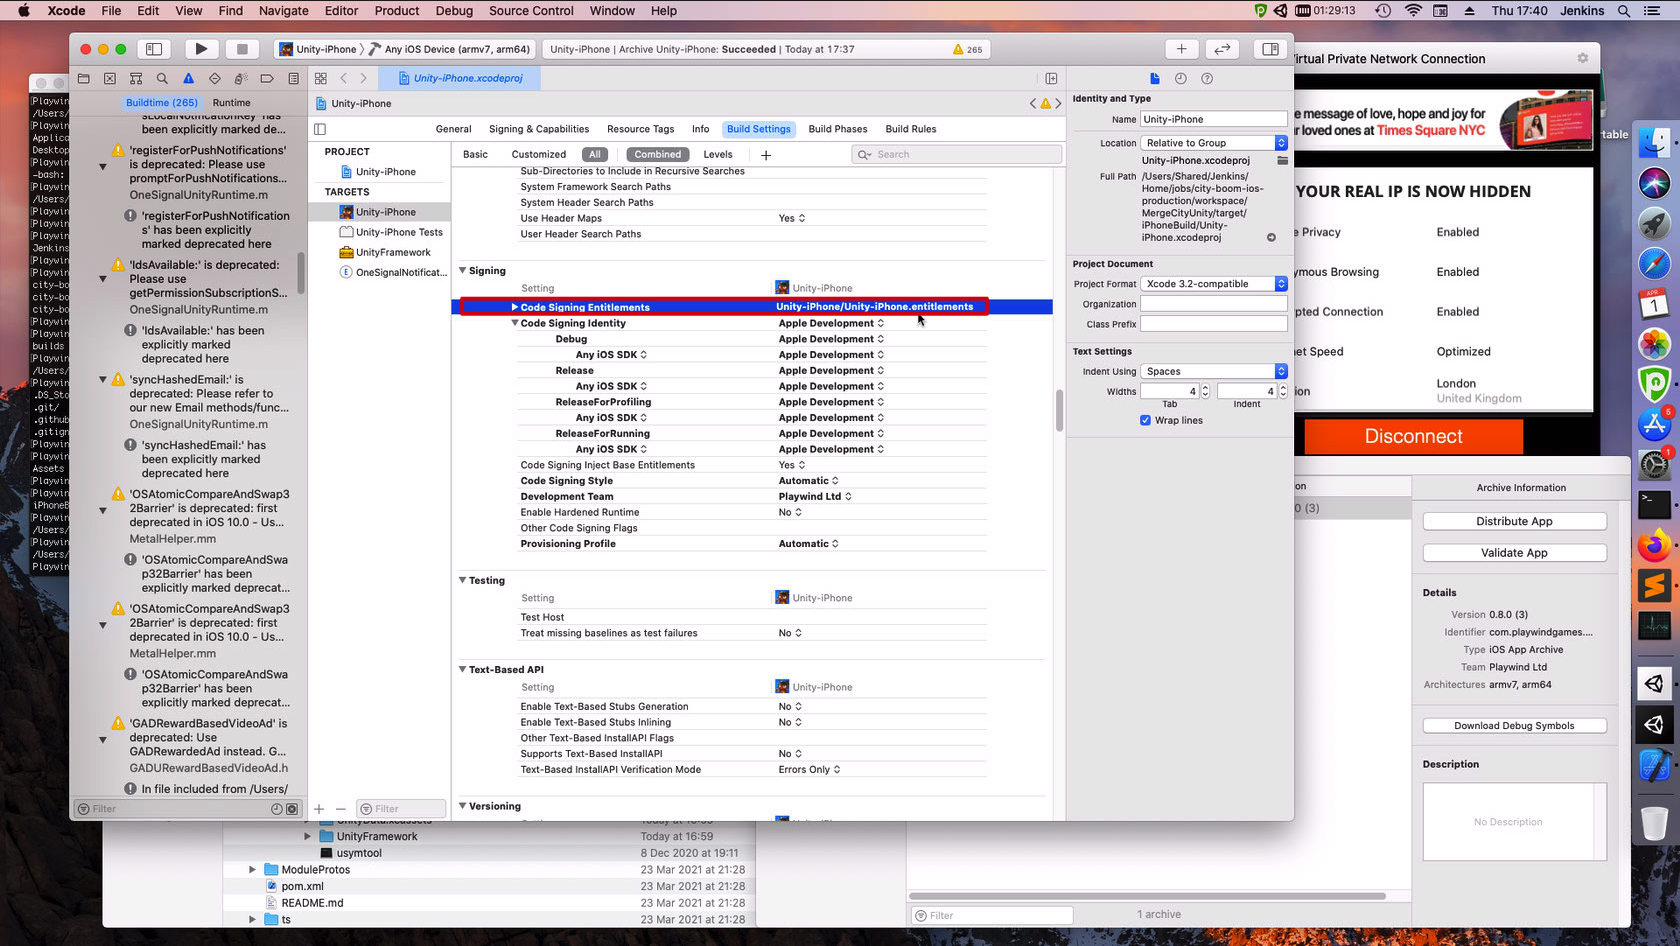 Xcode File Edit View Find Navigate Editor Product Debug Source Control Window Help
01:29:13 Thu 17:40 Jenkins
Unity-iPhone Any iOS Device (armv7, arm64)
Unity-iPhone | Archive Unity-iPhone: Succeeded | Today at 17:37 265
Unity-iPhone.xcodeproj
Buildtime (265) Runtime
been explicitly marked de...
'registerForPushNotifications'
is deprecated: Please use
promptForPushNotifications...
OneSignalUnityRuntime.m
'registerForPushNotification
s' has been explicitly
marked deprecated here
'IdsAvailable:' is deprecated:
Please use
getPermissionSubscriptionS...
OneSignalUnityRuntime.m
'IdsAvailable:' has been
explicitly marked
deprecated here
'syncHashedEmail:' is
deprecated: Please refer to
our new Email methods/func...
OneSignalUnityRuntime.m
'syncHashedEmail:' has
been explicitly marked
deprecated here
'OSAtomicCompareAndSwap3
2Barrier' is deprecated: first
deprecated in iOS 10.0 - Us...
MetalHelper.mm
'OSAtomicCompareAndSwa
p32Barrier' has been
explicitly marked deprecat...
'OSAtomicCompareAndSwap3
2Barrier' is deprecated: first
deprecated in iOS 10.0 - Us...
MetalHelper.mm
'OSAtomicCompareAndSwa
p32Barrier' has been
explicitly marked deprecat...
'GADRewardBasedVideoAd' is
deprecated: Use
GADRewardedAd instead. G...
GADURewardBasedVideoAd.h
In file included from /Users/
Filter
Unity-iPhone
General Signing & Capabilities Resource Tags Info Build Settings Build Phases Build Rules
PROJECT
Unity-iPhone
TARGETS
Unity-iPhone
Unity-iPhone Tests
UnityFramework
OneSignalNotificat...
Filter
Basic Customized All Combined Levels + Search
Sub-Directories to Include in Recursive Searches
System Framework Search Paths
System Header Search Paths
Use Header Maps Yes
User Header Search Paths
Signing
Setting Unity-iPhone
Code Signing Entitlements Unity-iPhone/Unity-iPhone.entitlements
Code Signing Identity Apple Development
Debug Apple Development
Any iOS SDK Apple Development
Release Apple Development
Any iOS SDK Apple Development
ReleaseForProfiling Apple Development
Any iOS SDK Apple Development
ReleaseForRunning Apple Development
Any iOS SDK Apple Development
Code Signing Inject Base Entitlements Yes
Code Signing Style Automatic
Development Team Playwind Ltd
Enable Hardened Runtime No
Other Code Signing Flags
Provisioning Profile Automatic
Testing
Setting Unity-iPhone
Test Host
Treat missing baselines as test failures No
Text-Based API
Setting Unity-iPhone
Enable Text-Based Stubs Generation No
Enable Text-Based Stubs Inlining No
Other Text-Based InstallAPI Flags
Supports Text-Based InstallAPI No
Text-Based InstallAPI Verification Mode Errors Only
Versioning
Identity and Type
Name Unity-iPhone
Location Relative to Group
Unity-iPhone.xcodeproj
Full Path /Users/Shared/Jenkins/
Home/jobs/city-boom-ios-
production/workspace/
MergeCityUnity/target/
iPhoneBuild/Unity-
iPhone.xcodeproj
Project Document
Project Format Xcode 3.2-compatible
Organization
Class Prefix
Text Settings
Indent Using Spaces
Widths 4 4
Tab Indent
Wrap lines
irtual Private Network Connection
he message of love, hope and joy for
ur loved ones at Times Square NYC
YOUR REAL IP IS NOW HIDDEN
e Privacy Enabled
ymous Browsing Enabled
pted Connection Enabled
net Speed Optimized
London
United Kingdom
Disconnect
rtable
APR
1
5
1
on
0 (3)
Archive Information
Distribute App
Validate App
Details
Version 0.8.0 (3)
Identifier com.playwindgames....
Type iOS App Archive
Team Playwind Ltd
Architectures armv7, arm64
Download Debug Symbols
Description
No Description
Filter 1 archive
UnityFramework Today at 16:59
usymtool 8 Dec 2020 at 19:11
ModuleProtos 23 Mar 2021 at 21:28
pom.xml 23 Mar 2021 at 21:28
README.md 23 Mar 2021 at 21:28
ts 23 Mar 2021 at 21:28